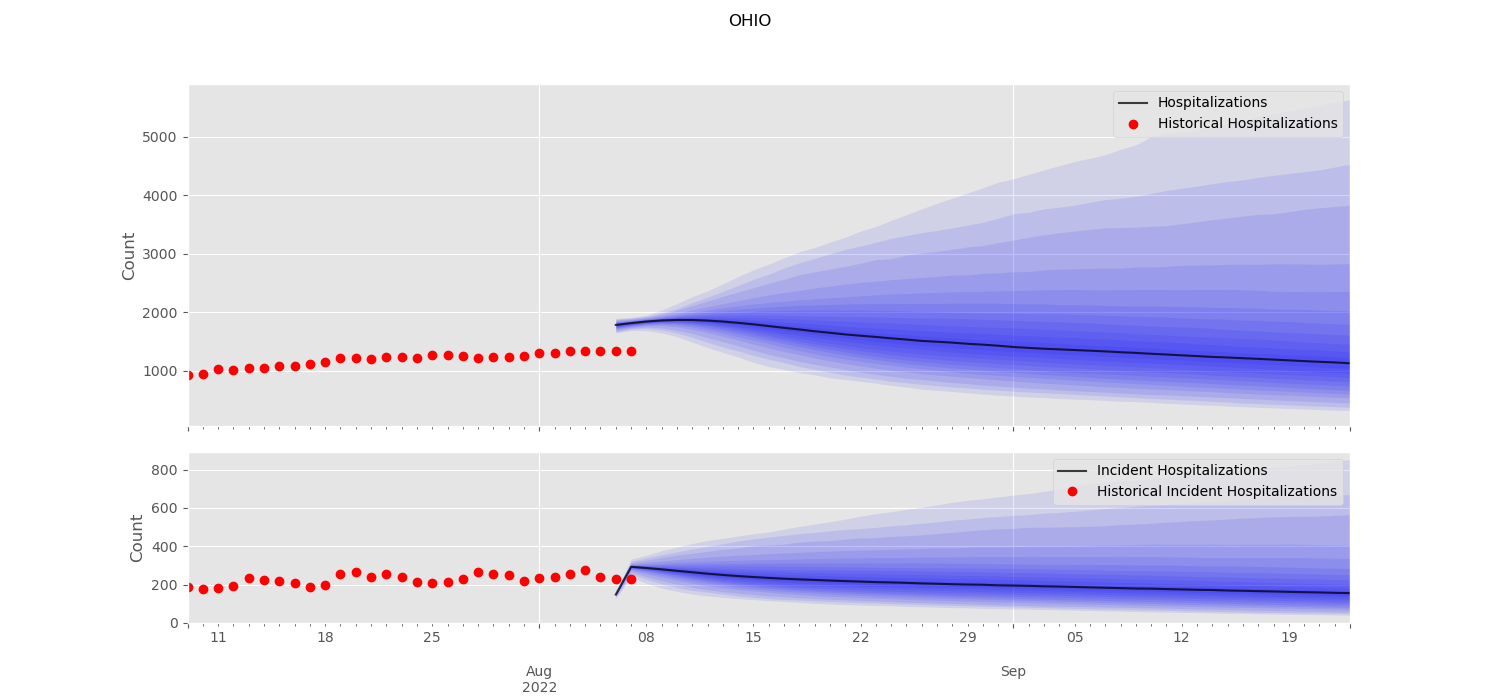 OHIO
Hospitalizations
Historical Hospitalizations
5000
4000
3000
2000
1000
Count
Incident Hospitalizations
Historical Incident Hospitalizations
800
600
400
200
0
Count
11 18 25 08 15 22 29 05 12 19
Aug Sep
2022